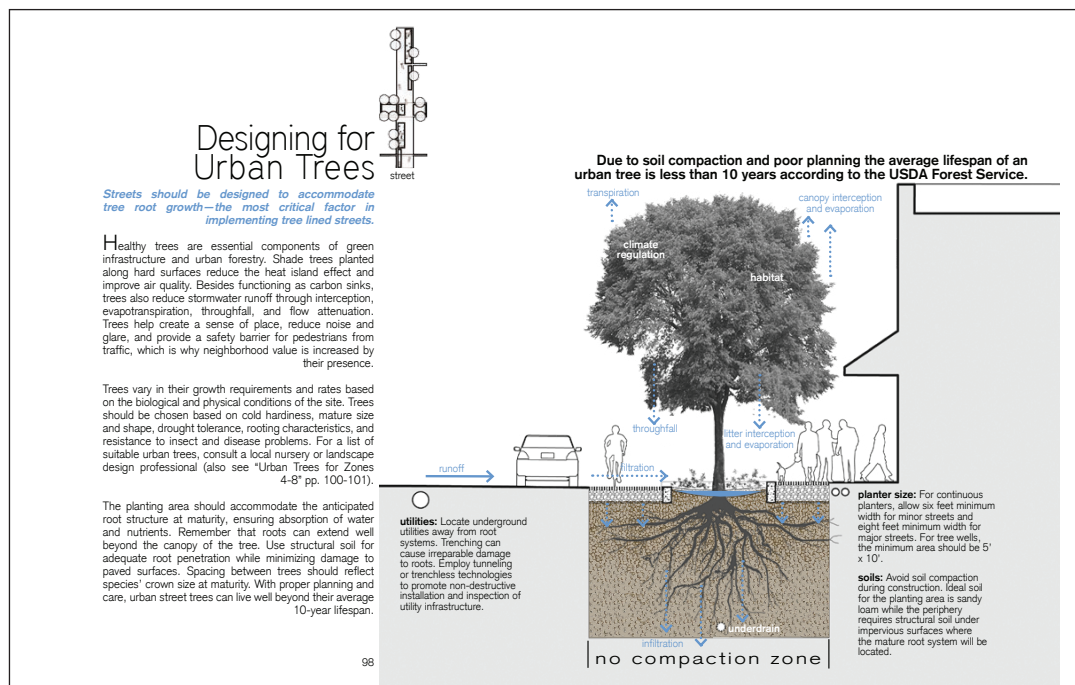 street
Designing for
Urban Trees
Streets should be designed to accommodate
tree root growth—the most critical factor in
implementing tree lined streets.
Healthy trees are essential components of green
infrastructure and urban forestry. Shade trees planted
along hard surfaces reduce the heat island effect and
improve air quality. Besides functioning as carbon sinks,
trees also reduce stormwater runoff through interception,
evapotranspiration, throughfall, and flow attenuation.
Trees help create a sense of place, reduce noise and
glare, and provide a safety barrier for pedestrians from
traffic, which is why neighborhood value is increased by
their presence.
Trees vary in their growth requirements and rates based
on the biological and physical conditions of the site. Trees
should be chosen based on cold hardiness, mature size
and shape, drought tolerance, rooting characteristics, and
resistance to insect and disease problems. For a list of
suitable urban trees, consult a local nursery or landscape
design professional (also see “Urban Trees for Zones
4-8” pp. 100-101).
The planting area should accommodate the anticipated
root structure at maturity, ensuring absorption of water
and nutrients. Remember that roots can extend well
beyond the canopy of the tree. Use structural soil for
adequate root penetration while minimizing damage to
paved surfaces. Spacing between trees should reflect
species’ crown size at maturity. With proper planning and
care, urban street trees can live well beyond their average
10-year lifespan.
98
Due to soil compaction and poor planning the average lifespan of an
urban tree is less than 10 years according to the USDA Forest Service.
transpiration
canopy interception
and evaporation
climate
regulation
habitat
throughfall
litter interception
and evaporation
runoff
filtration
utilities: Locate underground
utilities away from root
systems. Trenching can
cause irreparable damage
to roots. Employ tunneling
or trenchless technologies
to promote non-destructive
installation and inspection of
utility infrastructure.
planter size: For continuous
planters, allow six feet minimum
width for minor streets and
eight feet minimum width for
major streets. For tree wells,
the minimum area should be 5’
x 10’.
soils: Avoid soil compaction
during construction. Ideal soil
for the planting area is sandy
loam while the periphery
requires structural soil under
impervious surfaces where
the mature root system will be
located.
underdrain
infiltration
no compaction zone